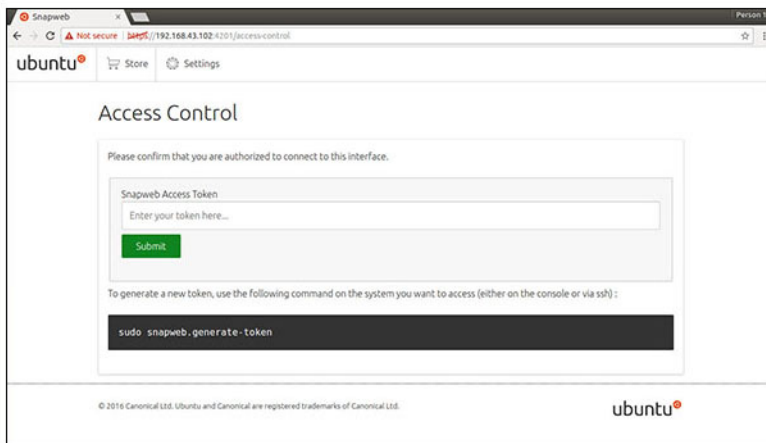 Snapweb
Person 1
Not secure | https://192.168.43.102:4201/access-control
ubuntu Store Settings
Access Control
Please confirm that you are authorized to connect to this interface.
Snapweb Access Token
Enter your token here...
Submit
To generate a new token, use the following command on the system you want to access (either on the console or via ssh) :
sudo snapweb.generate-token
© 2016 Canonical Ltd. Ubuntu and Canonical are registered trademarks of Canonical Ltd.
ubuntu